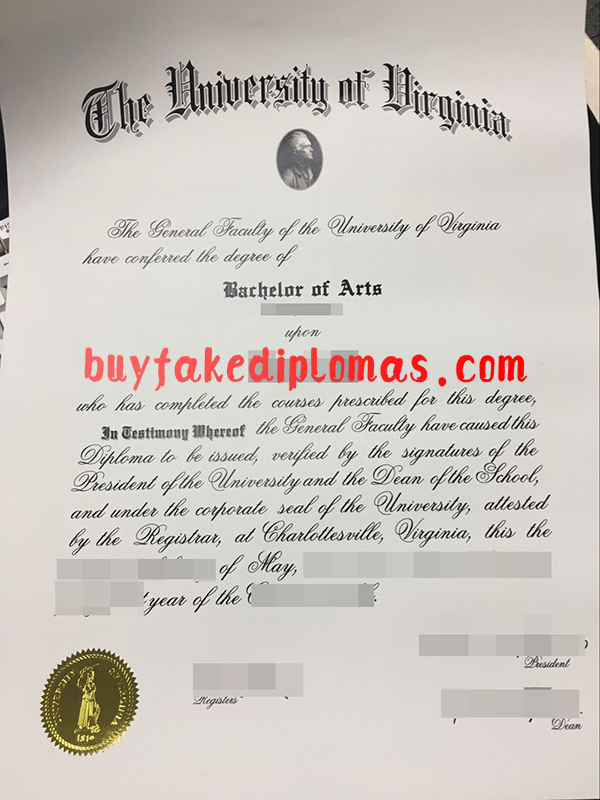 The University of Virginia
The General Faculty of the University of Virginia
have conferred the degree of
Bachelor of Arts
upon
buyfakediplomas.com
who has completed the courses prescribed for this degree,
In Testimony Whereof the General Faculty have caused this
Diploma to be issued, verified by the signatures of the
President of the University and the Dean of the School,
and under the corporate seal of the University, attested
by the Registrar, at Charlottesville, Virginia, this the
of May,
year of the
President
Registers
Dean